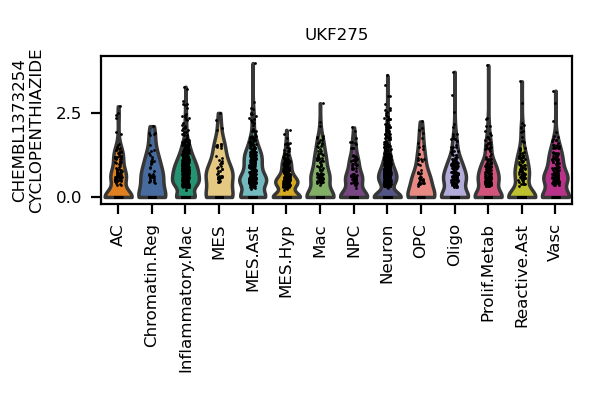 UKF275
CHEMBL1373254
CYCLOPENTHIAZIDE
2.5
0.0
AC
Chromatin.Reg
Inflammatory.Mac
MES
MES.Ast
MES.Hyp
Mac
NPC
Neuron
OPC
Oligo
Prolif.Metab
Reactive.Ast
Vasc